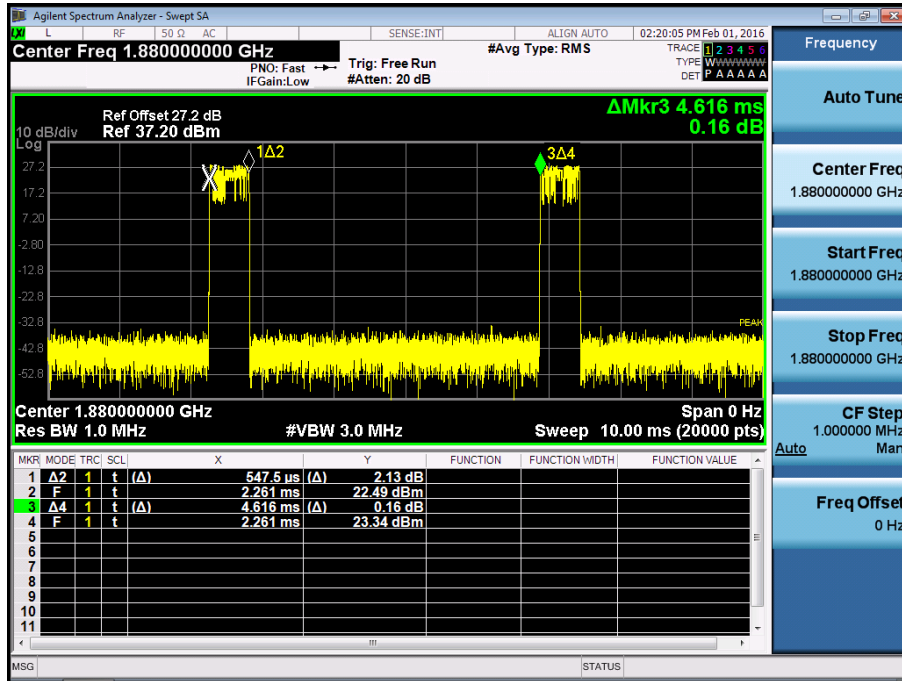 Agilent Spectrum Analyzer - Swept SA
LXI L RF 50 Ω AC SENSE:INT ALIGN AUTO 02:20:05 PM Feb 01, 2016
Center Freq 1.880000000 GHz #Avg Type: RMS TRACE 1 2 3 4 5 6
PNO: Fast Trig: Free Run TYPE WWWWWW
IFGain:Low #Atten: 20 dB DET P A A A A A
Frequency
Auto Tune
Center Freq
1.880000000 GHz
Start Freq
1.880000000 GHz
Stop Freq
1.880000000 GHz
CF Step
1.000000 MHz
Auto Man
Freq Offset
0 Hz
ΔMkr3 4.616 ms
0.16 dB
Ref Offset 27.2 dB
10 dB/div Ref 37.20 dBm
Log
1Δ2
3Δ4
27.2
17.2
7.20
-2.80
-12.8
-22.8
-32.8
-42.8
-52.8
PEAK
Center 1.880000000 GHz Span 0 Hz
Res BW 1.0 MHz #VBW 3.0 MHz Sweep 10.00 ms (20000 pts)
MKR MODE TRC SCL X Y FUNCTION FUNCTION WIDTH FUNCTION VALUE
1 Δ2 1 t (Δ) 547.5 µs (Δ) 2.13 dB
2 F 1 t 2.261 ms 22.49 dBm
3 Δ4 1 t (Δ) 4.616 ms (Δ) 0.16 dB
4 F 1 t 2.261 ms 23.34 dBm
5
6
7
8
9
10
11
MSG STATUS